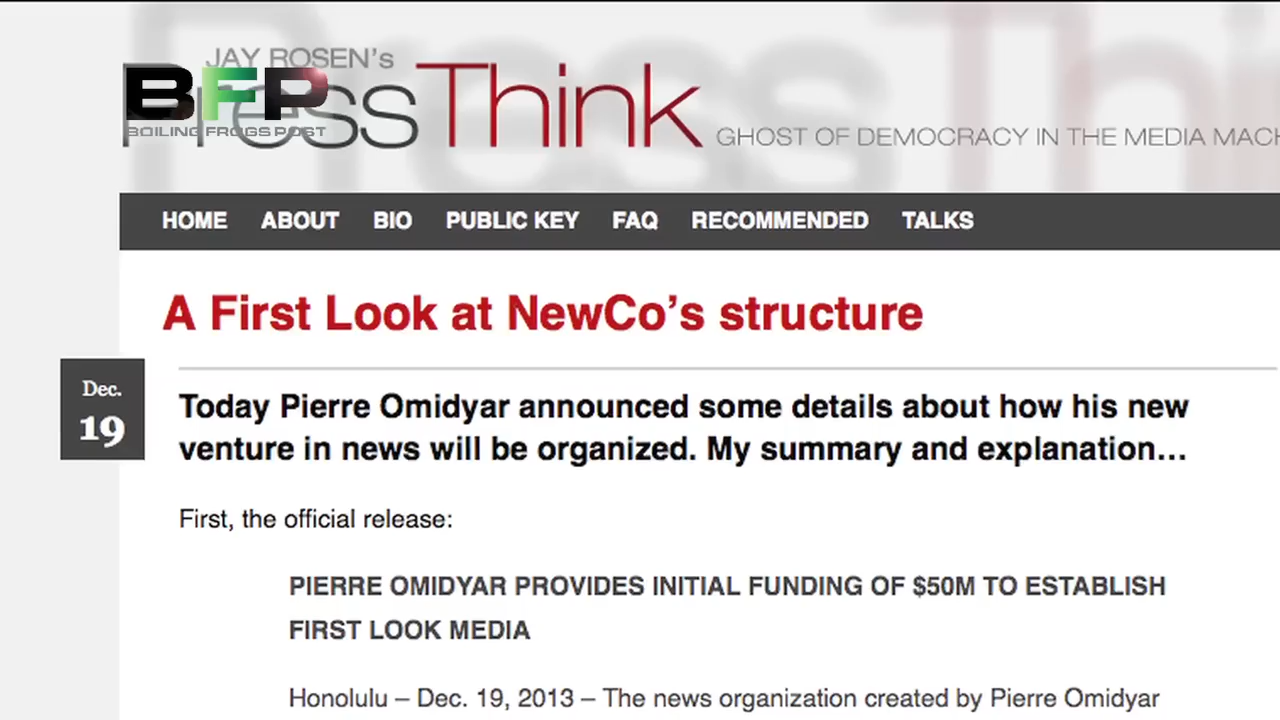 JAY ROSEN's
PressThink
BFP
BOILING FROGS POST
GHOST OF DEMOCRACY IN THE MEDIA MACH
HOME ABOUT BIO PUBLIC KEY FAQ RECOMMENDED TALKS
A First Look at NewCo’s structure
Dec.
19
Today Pierre Omidyar announced some details about how his new
venture in news will be organized. My summary and explanation…
First, the official release:
PIERRE OMIDYAR PROVIDES INITIAL FUNDING OF $50M TO ESTABLISH
FIRST LOOK MEDIA
Honolulu – Dec. 19, 2013 – The news organization created by Pierre Omidyar